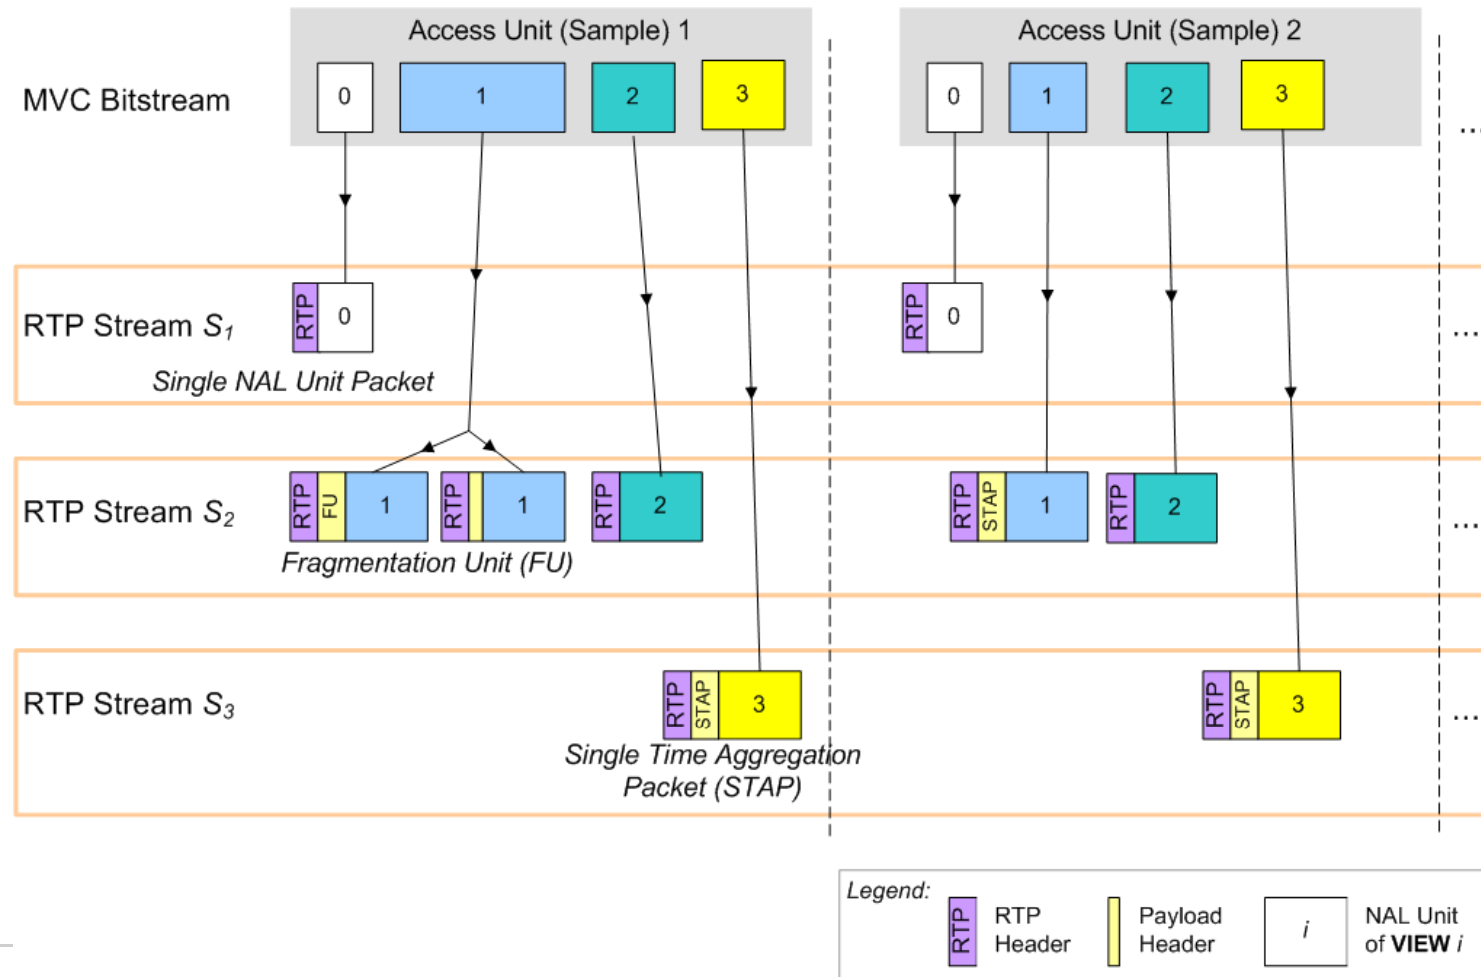 Access Unit (Sample) 1
Access Unit (Sample) 2
MVC Bitstream
0
1
2
3
0
1
2
3
...
RTP Stream S1
RTP
0
RTP
0
...
Single NAL Unit Packet
RTP Stream S2
RTP
FU
1
RTP
1
RTP
2
RTP
STAP
1
RTP
2
...
Fragmentation Unit (FU)
RTP Stream S3
RTP
STAP
3
RTP
STAP
3
...
Single Time Aggregation
Packet (STAP)
Legend:
RTP
RTP
Header
Payload
Header
i
NAL Unit
of VIEW i